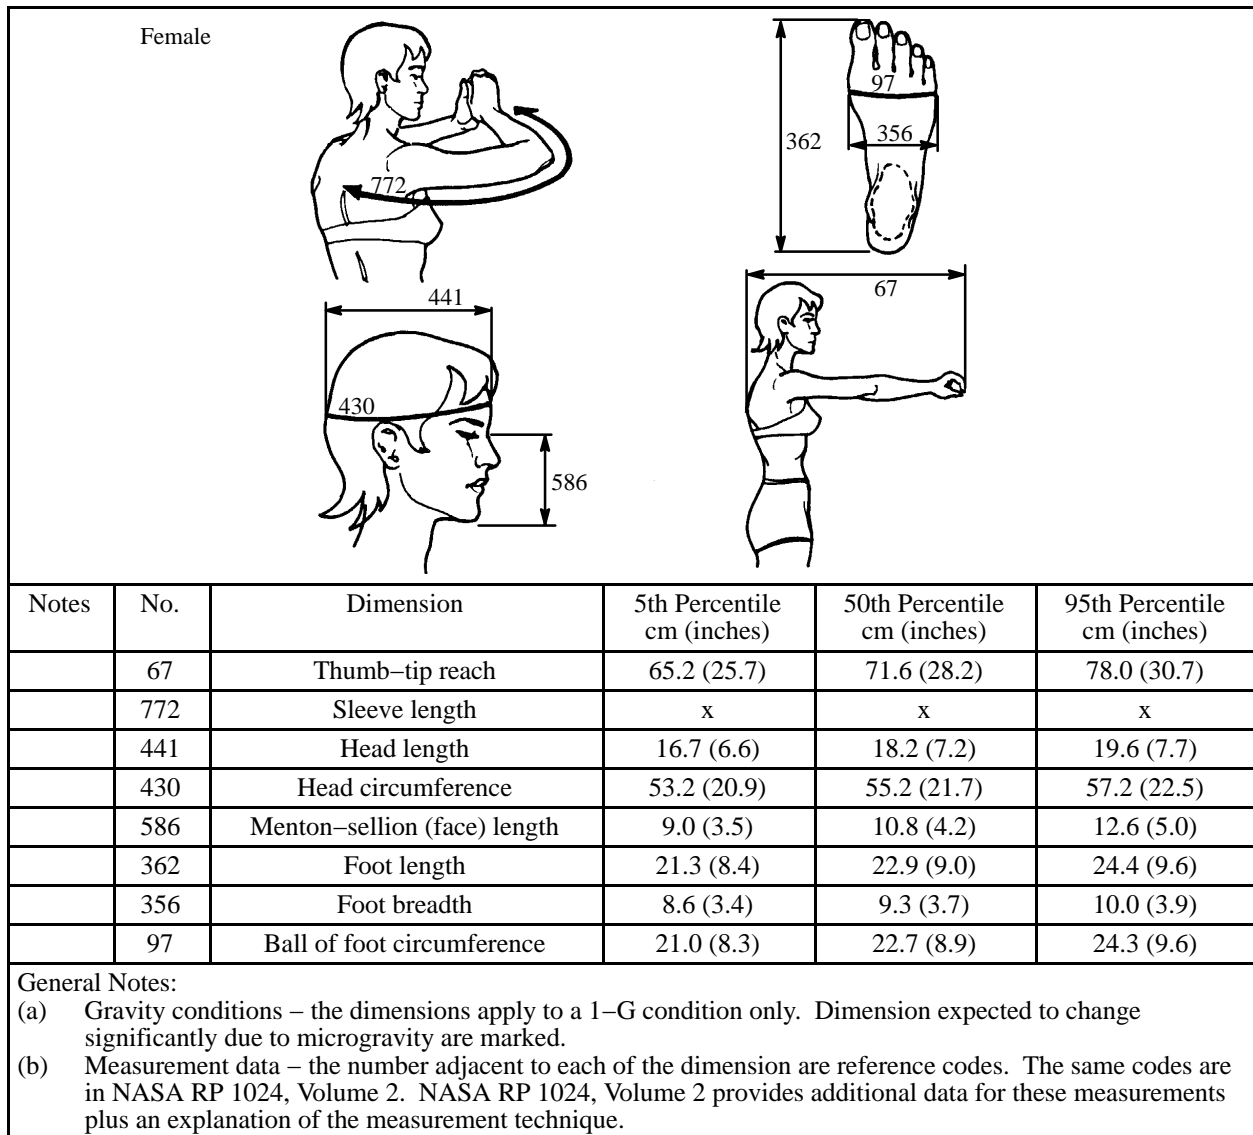 Female
772
97
362
356
441
430
586
67
Notes No. Dimension 5th Percentile cm (inches) 50th Percentile cm (inches) 95th Percentile cm (inches)
67 Thumb–tip reach 65.2 (25.7) 71.6 (28.2) 78.0 (30.7)
772 Sleeve length x x x
441 Head length 16.7 (6.6) 18.2 (7.2) 19.6 (7.7)
430 Head circumference 53.2 (20.9) 55.2 (21.7) 57.2 (22.5)
586 Menton–sellion (face) length 9.0 (3.5) 10.8 (4.2) 12.6 (5.0)
362 Foot length 21.3 (8.4) 22.9 (9.0) 24.4 (9.6)
356 Foot breadth 8.6 (3.4) 9.3 (3.7) 10.0 (3.9)
97 Ball of foot circumference 21.0 (8.3) 22.7 (8.9) 24.3 (9.6)
General Notes:
(a) Gravity conditions – the dimensions apply to a 1–G condition only. Dimension expected to change
significantly due to microgravity are marked.
(b) Measurement data – the number adjacent to each of the dimension are reference codes. The same codes are
in NASA RP 1024, Volume 2. NASA RP 1024, Volume 2 provides additional data for these measurements
plus an explanation of the measurement technique.